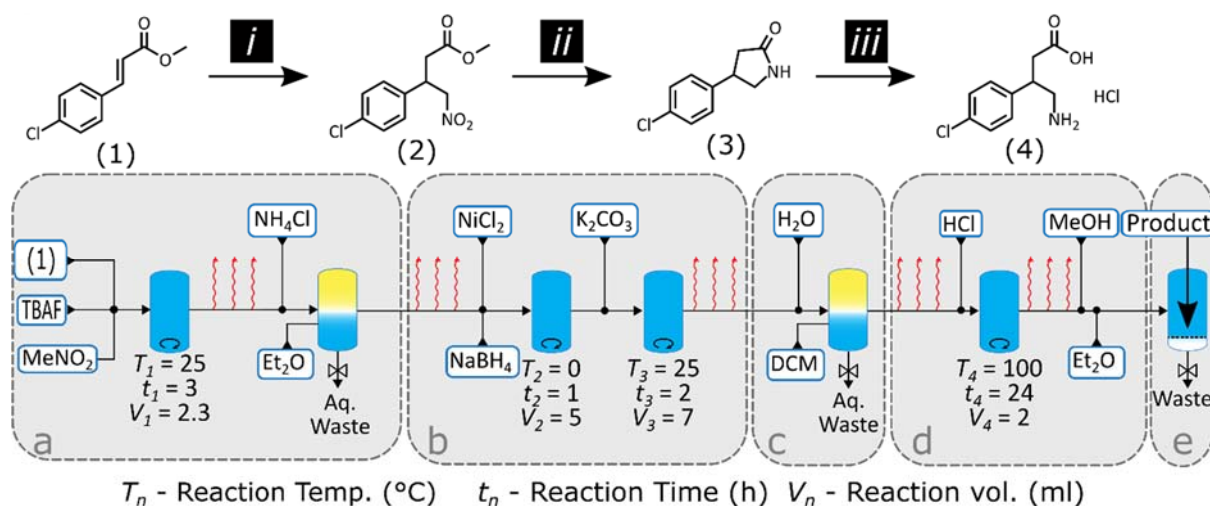 i
ii
iii
O
O
Cl
(1)
O
O
NO₂
Cl
(2)
O
NH
Cl
(3)
O
OH
NH₂
Cl
HCl
(4)
(1)
TBAF
MeNO₂
NH₄Cl
Et₂O
T₁ = 25
t₁ = 3
V₁ = 2.3
Aq.
Waste
a
NiCl₂
NaBH₄
K₂CO₃
T₂ = 0
t₂ = 1
V₂ = 5
T₃ = 25
t₃ = 2
V₃ = 7
b
H₂O
DCM
Aq.
Waste
c
HCl
MeOH
Et₂O
T₄ = 100
t₄ = 24
V₄ = 2
d
Product
Waste
e
Tₙ - Reaction Temp. (°C) tₙ - Reaction Time (h) Vₙ - Reaction vol. (ml)